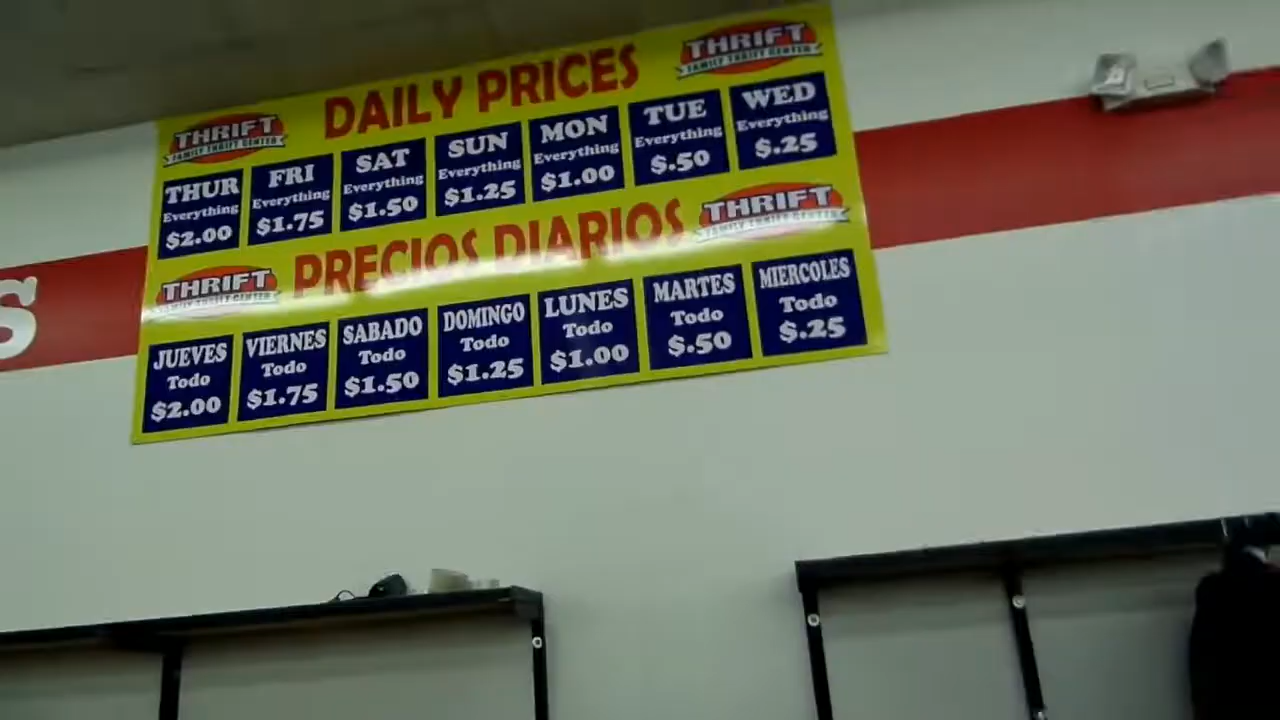 DAILY PRICES
THRIFT
FAMILY THRIFT CENTER
THRIFT
FAMILY THRIFT CENTER
THUR
Everything
$2.00
FRI
Everything
$1.75
SAT
Everything
$1.50
SUN
Everything
$1.25
MON
Everything
$1.00
TUE
Everything
$.50
WED
Everything
$.25
PRECIOS DIARIOS
THRIFT
FAMILY THRIFT CENTER
THRIFT
FAMILY THRIFT CENTER
JUEVES
Todo
$2.00
VIERNES
Todo
$1.75
SABADO
Todo
$1.50
DOMINGO
Todo
$1.25
LUNES
Todo
$1.00
MARTES
Todo
$.50
MIERCOLES
Todo
$.25
S